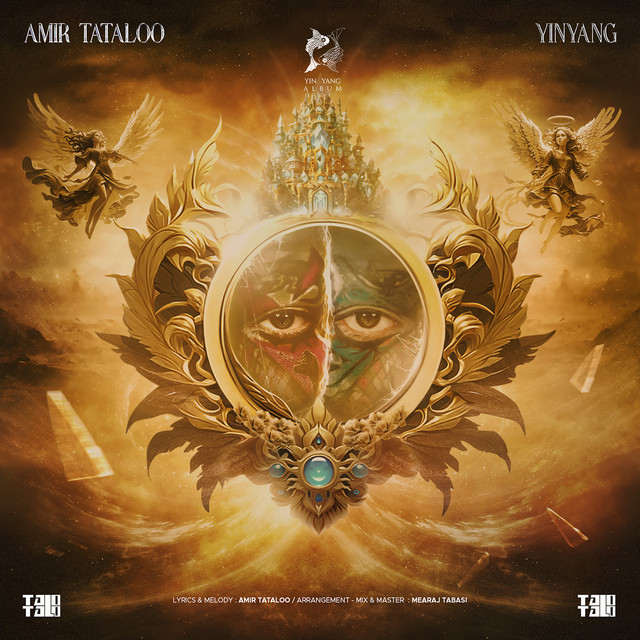 AMIR TATALOO
YINYANG
YIN YANG
ALBUM
LYRICS & MELODY : AMIR TATALOO / ARRANGEMENT - MIX & MASTER : MEARAJ TABASI